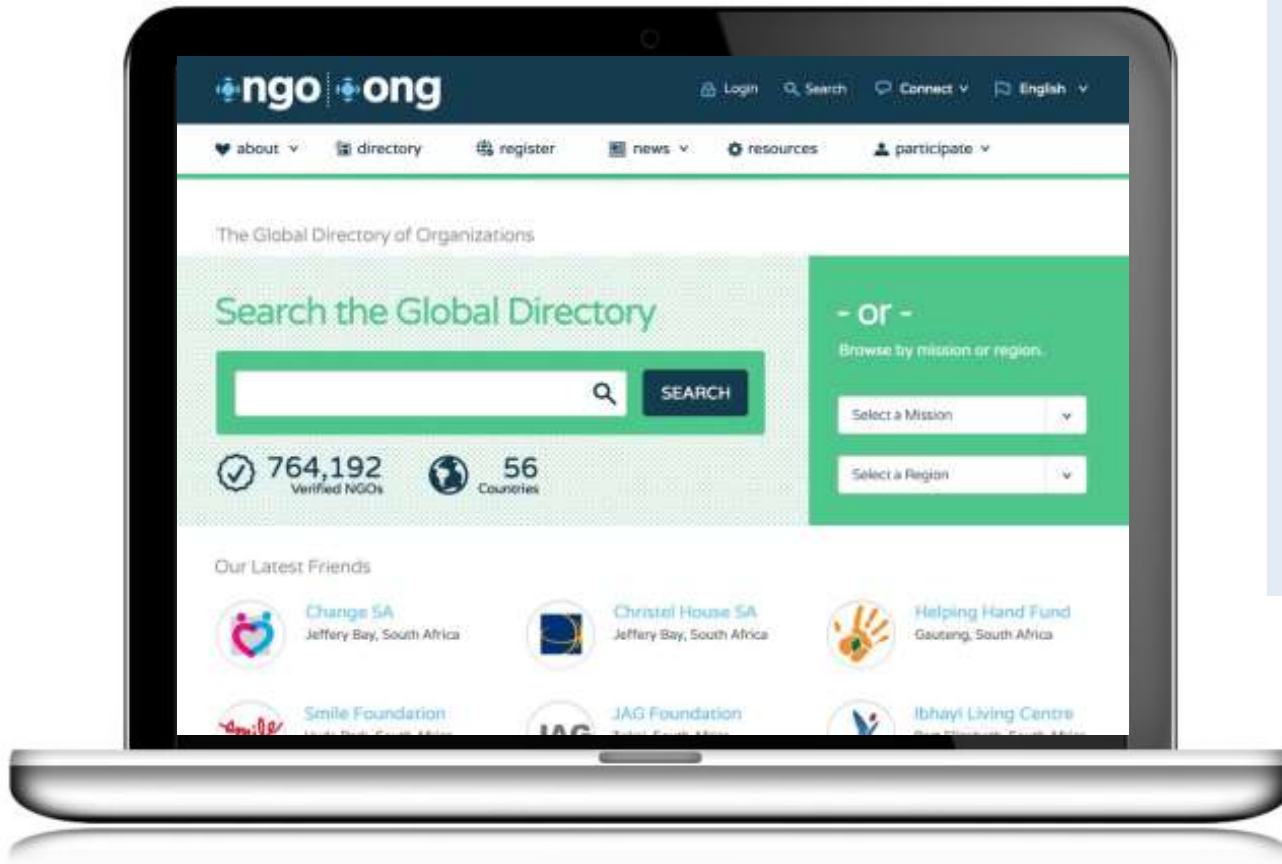 ngo ong
Login Search Connect English
about directory register news resources participate
The Global Directory of Organizations
Search the Global Directory
SEARCH
764,192
Verified NGOs
56
Countries
- or -
Browse by mission or region.
Select a Mission
Select a Region
Our Latest Friends
Change SA
Jeffery Bay, South Africa
Christel House SA
Jeffery Bay, South Africa
Helping Hand Fund
Gauteng, South Africa
smile
Smile Foundation
JAG
JAG Foundation
Ibhayi Living Centre